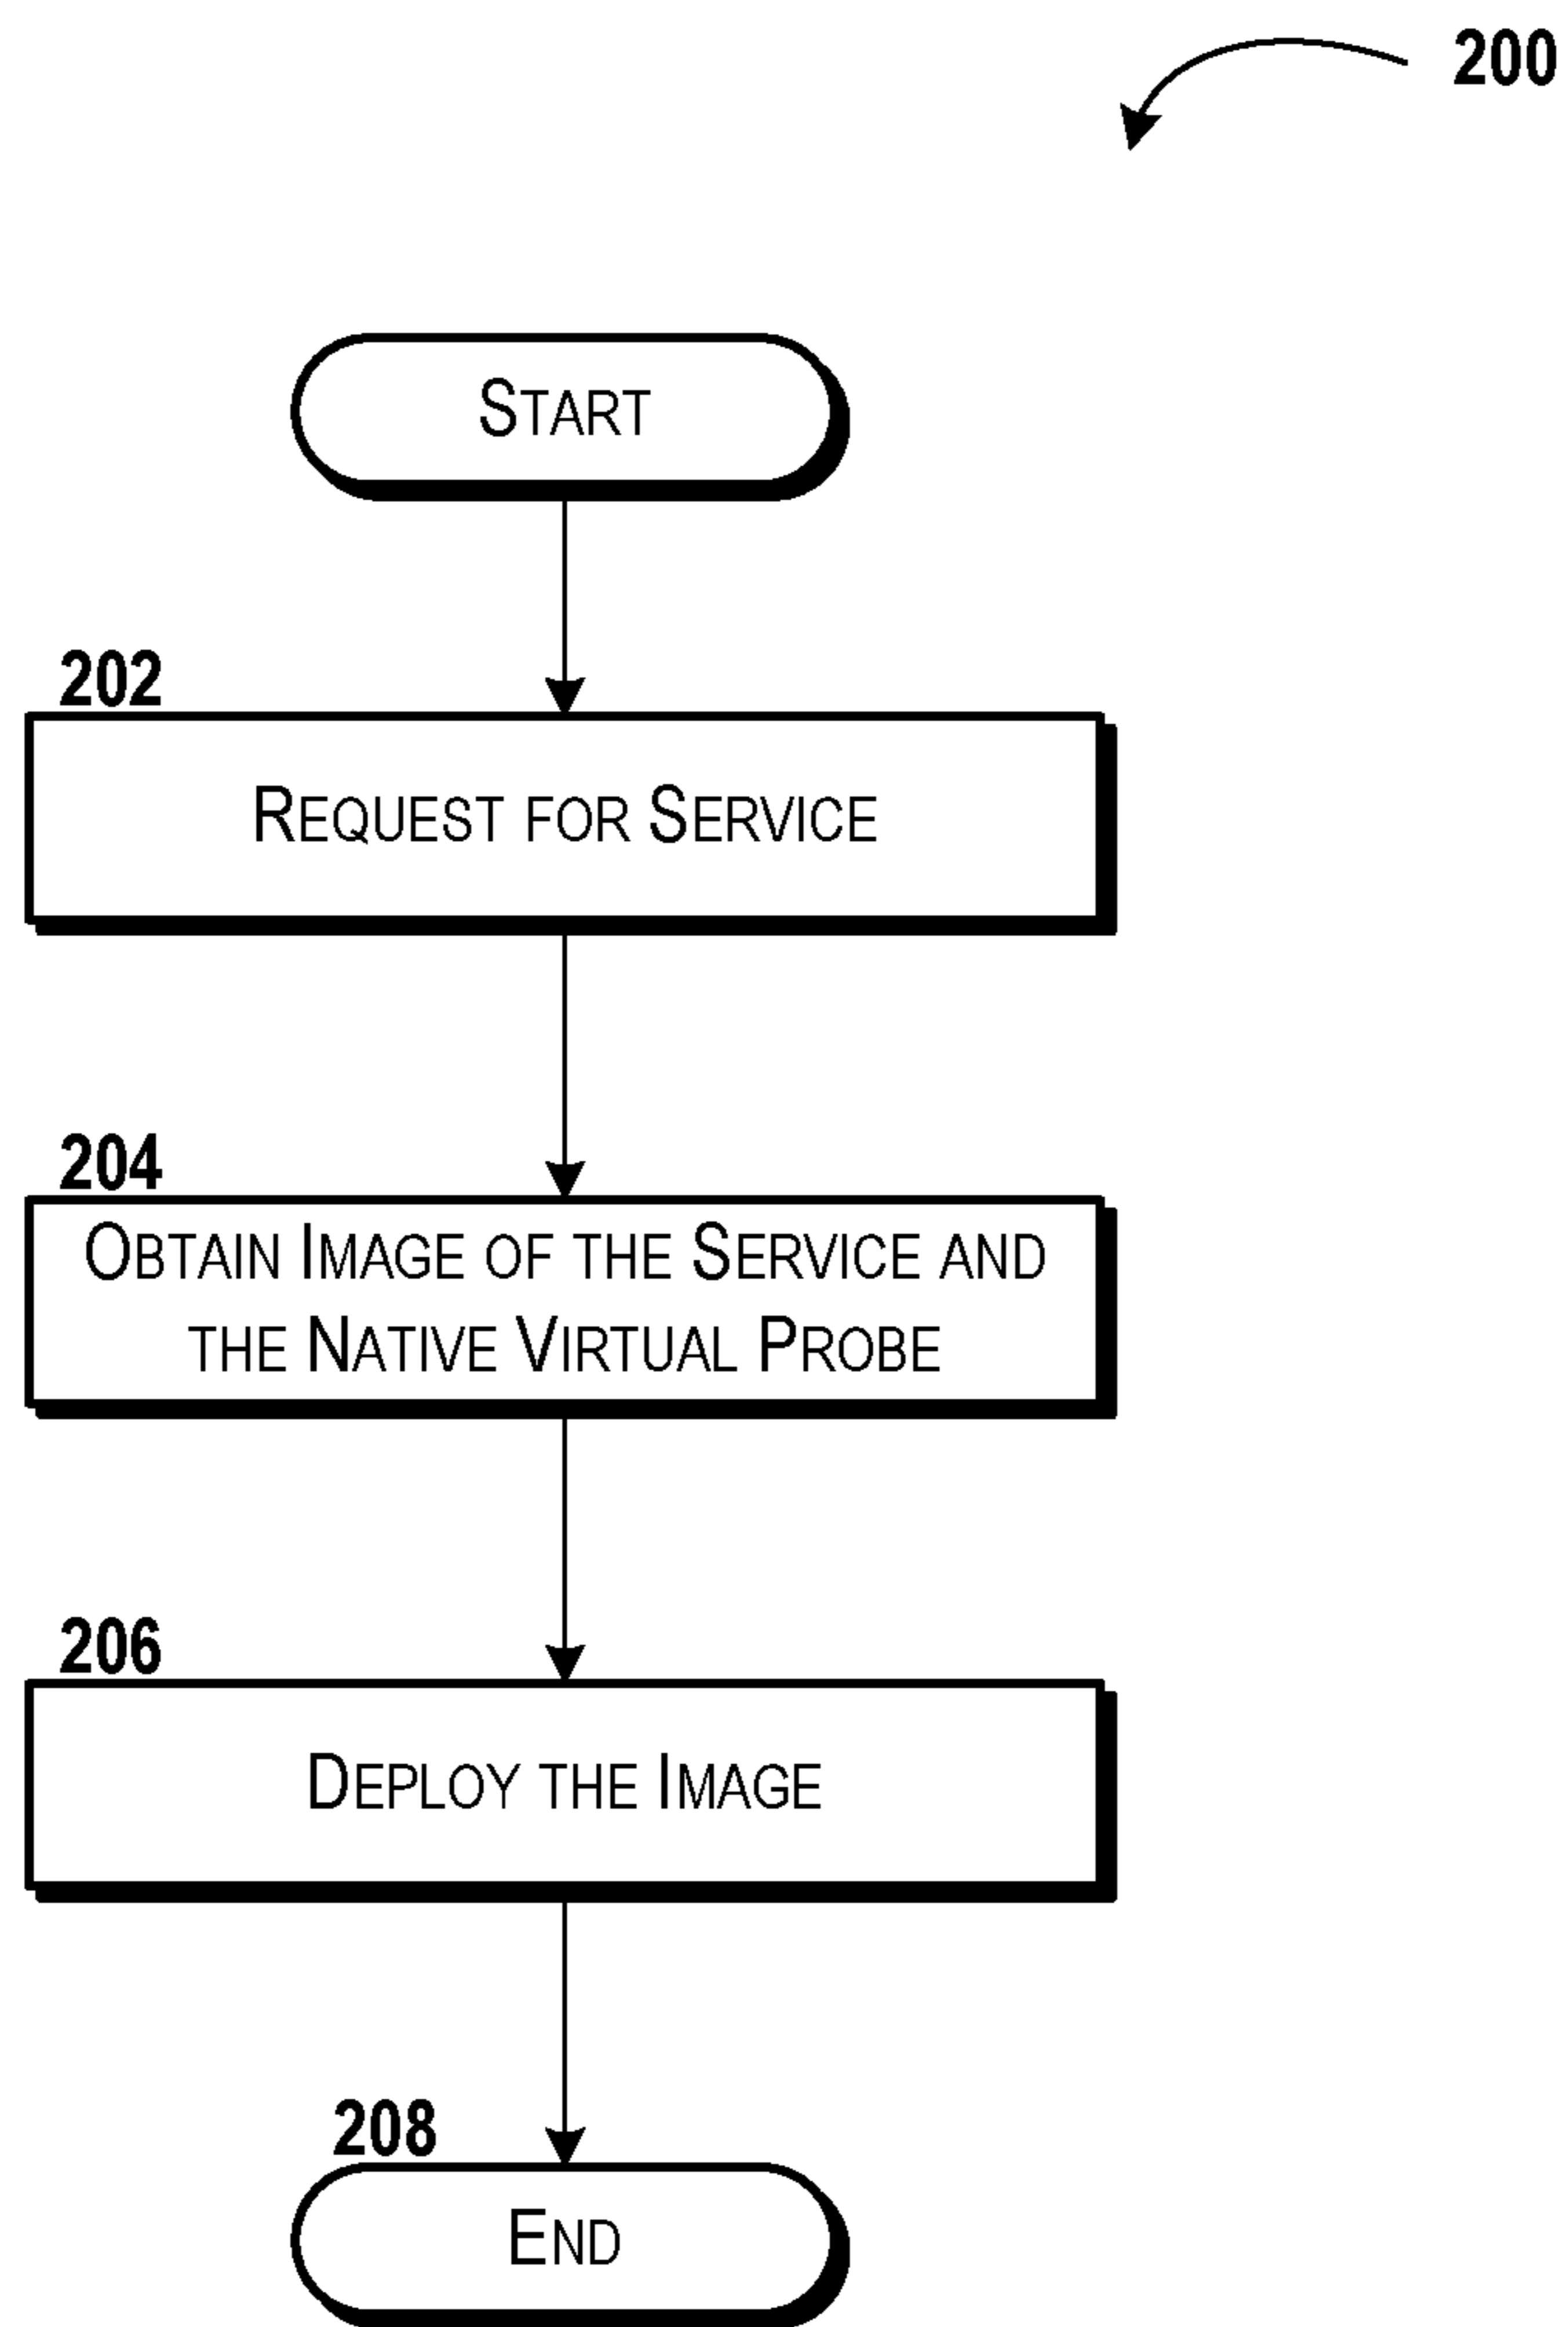 200
START
202
REQUEST FOR SERVICE
204
OBTAIN IMAGE OF THE SERVICE AND
THE NATIVE VIRTUAL PROBE
206
DEPLOY THE IMAGE
208
END